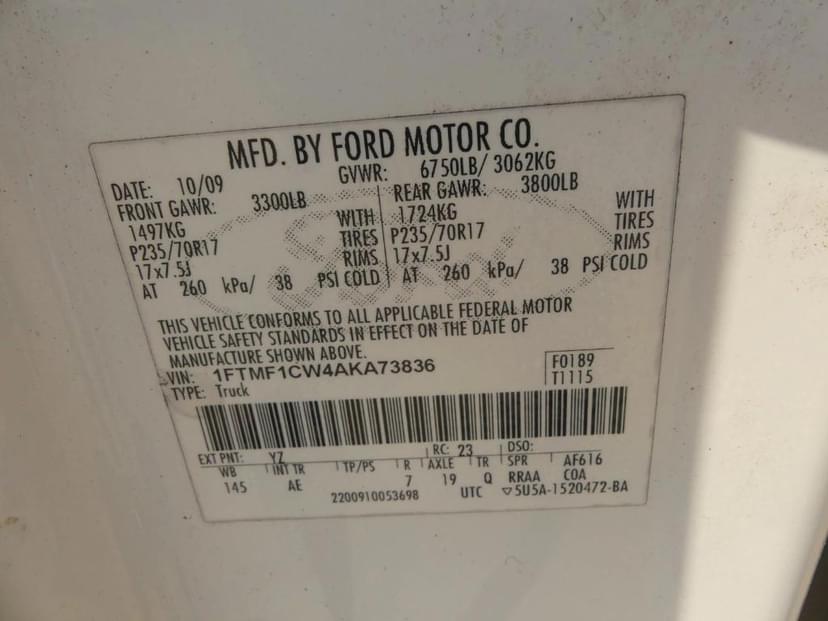 MFD. BY FORD MOTOR CO.
DATE: 10/09 GVWR: 6750LB/ 3062KG
FRONT GAWR: 3300LB REAR GAWR: 3800LB
1497KG WITH 1724KG WITH
P235/70R17 TIRES P235/70R17 TIRES
17x7.5J RIMS 17x7.5J RIMS
AT 260 kPa/ 38 PSI COLD AT 260 kPa/ 38 PSI COLD
THIS VEHICLE CONFORMS TO ALL APPLICABLE FEDERAL MOTOR
VEHICLE SAFETY STANDARDS IN EFFECT ON THE DATE OF
MANUFACTURE SHOWN ABOVE.
VIN: 1FTMF1CW4AKA73836 F0189
TYPE: Truck T1115
EXT PNT: YZ RC: 23 DSO:
WB INT TR TP/PS R AXLE TR SPR AF616
145 AE 7 19 Q RRAA COA
2200910053698 UTC ▽5U5A-1520472-BA